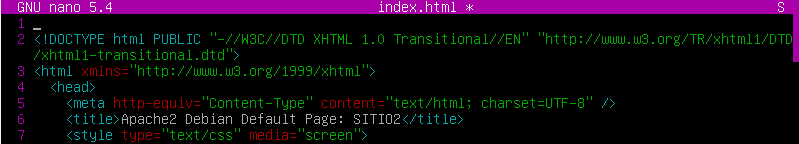 GNU nano 5.4 index.html * S
1
2 <!DOCTYPE html PUBLIC "-//W3C//DTD XHTML 1.0 Transitional//EN" "http://www.w3.org/TR/xhtml1/DTD
/xhtml1-transitional.dtd">
3 <html xmlns="http://www.w3.org/1999/xhtml">
4 <head>
5 <meta http-equiv="Content-Type" content="text/html; charset=UTF-8" />
6 <title>Apache2 Debian Default Page: SITIO2</title>
7 <style type="text/css" media="screen">